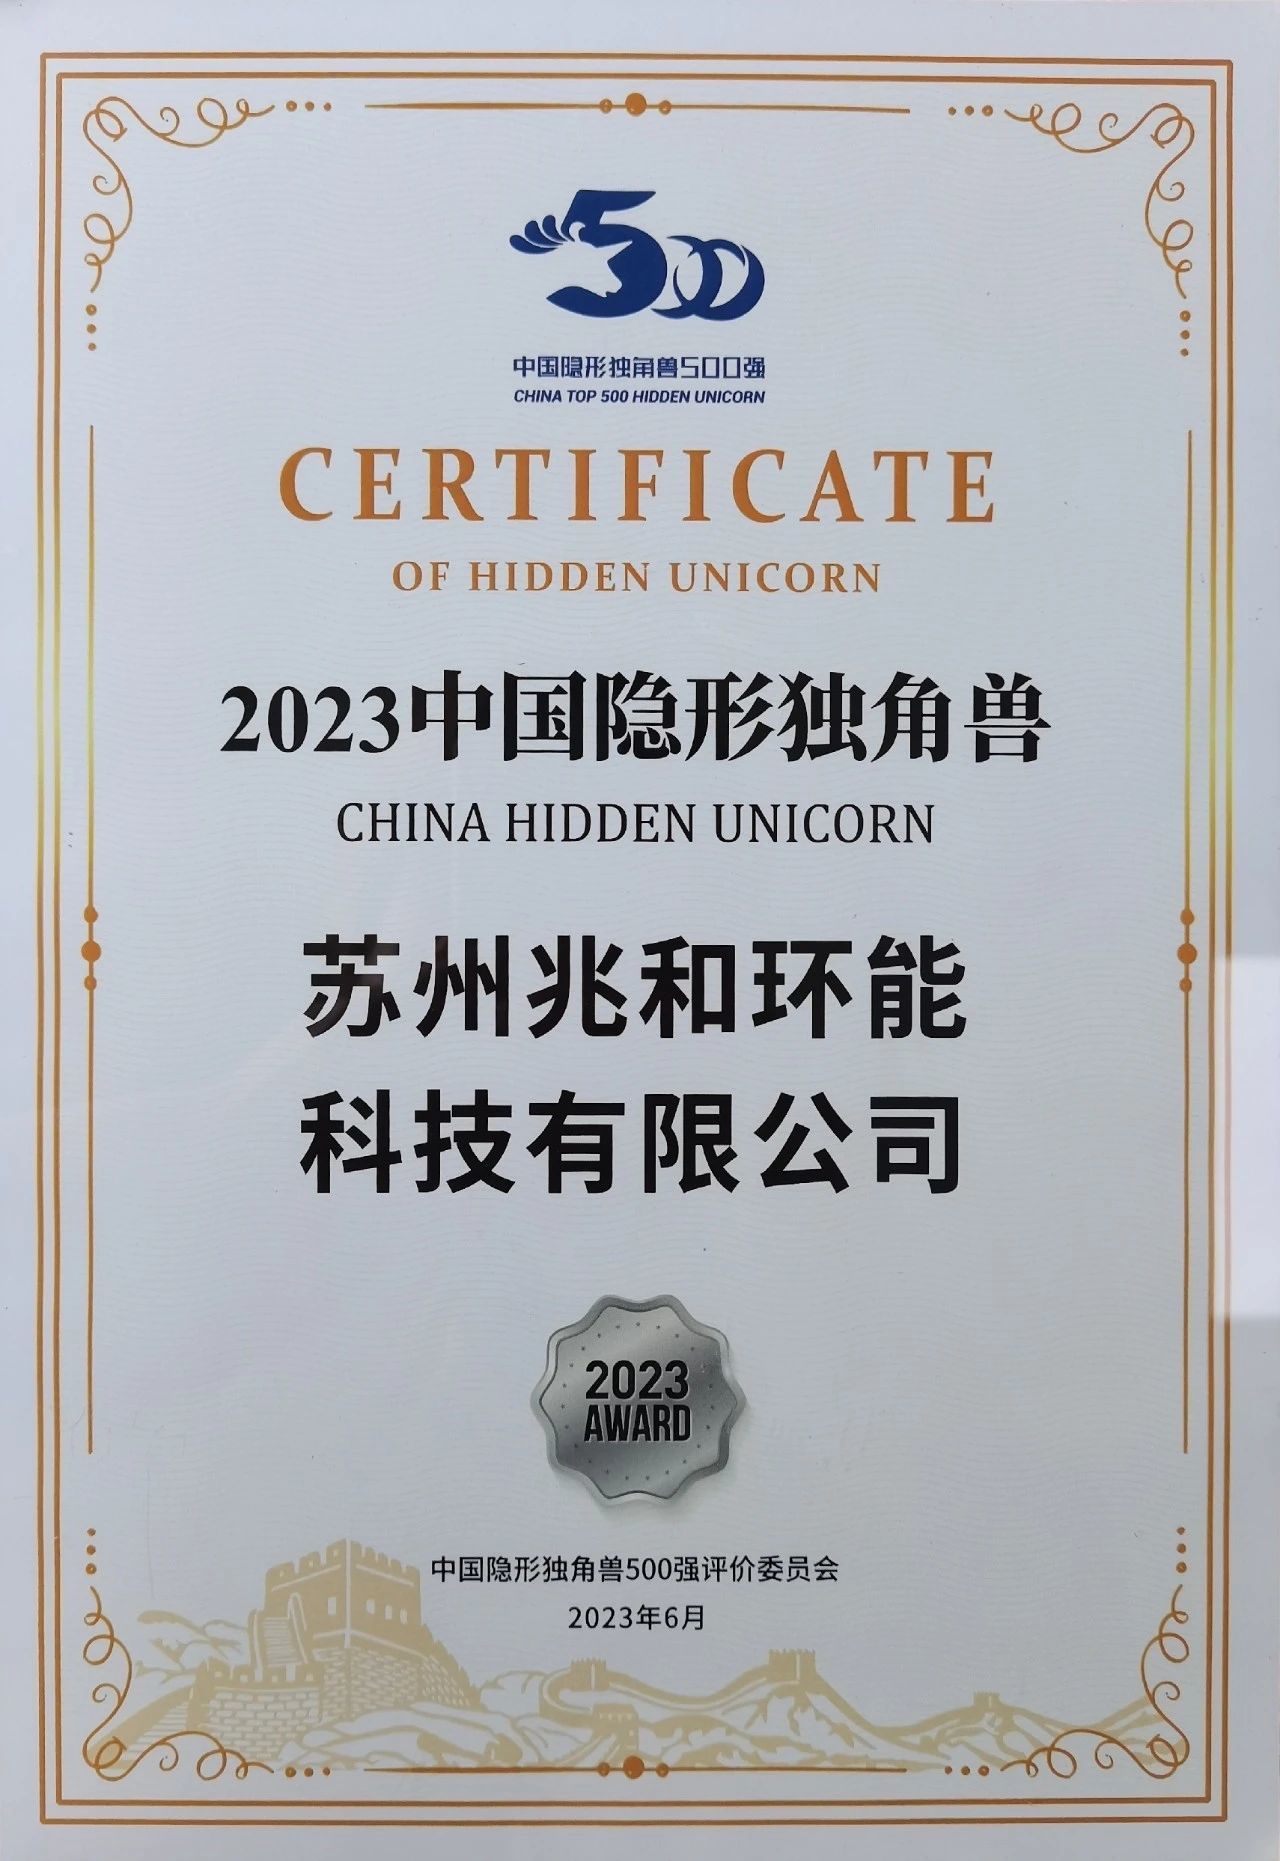 500
中国隐形独角兽500强
CHINA TOP 500 HIDDEN UNICORN
CERTIFICATE
OF HIDDEN UNICORN
2023中国隐形独角兽
CHINA HIDDEN UNICORN
苏州兆和环能
科技有限公司
2023
AWARD
中国隐形独角兽500强评价委员会
2023年6月